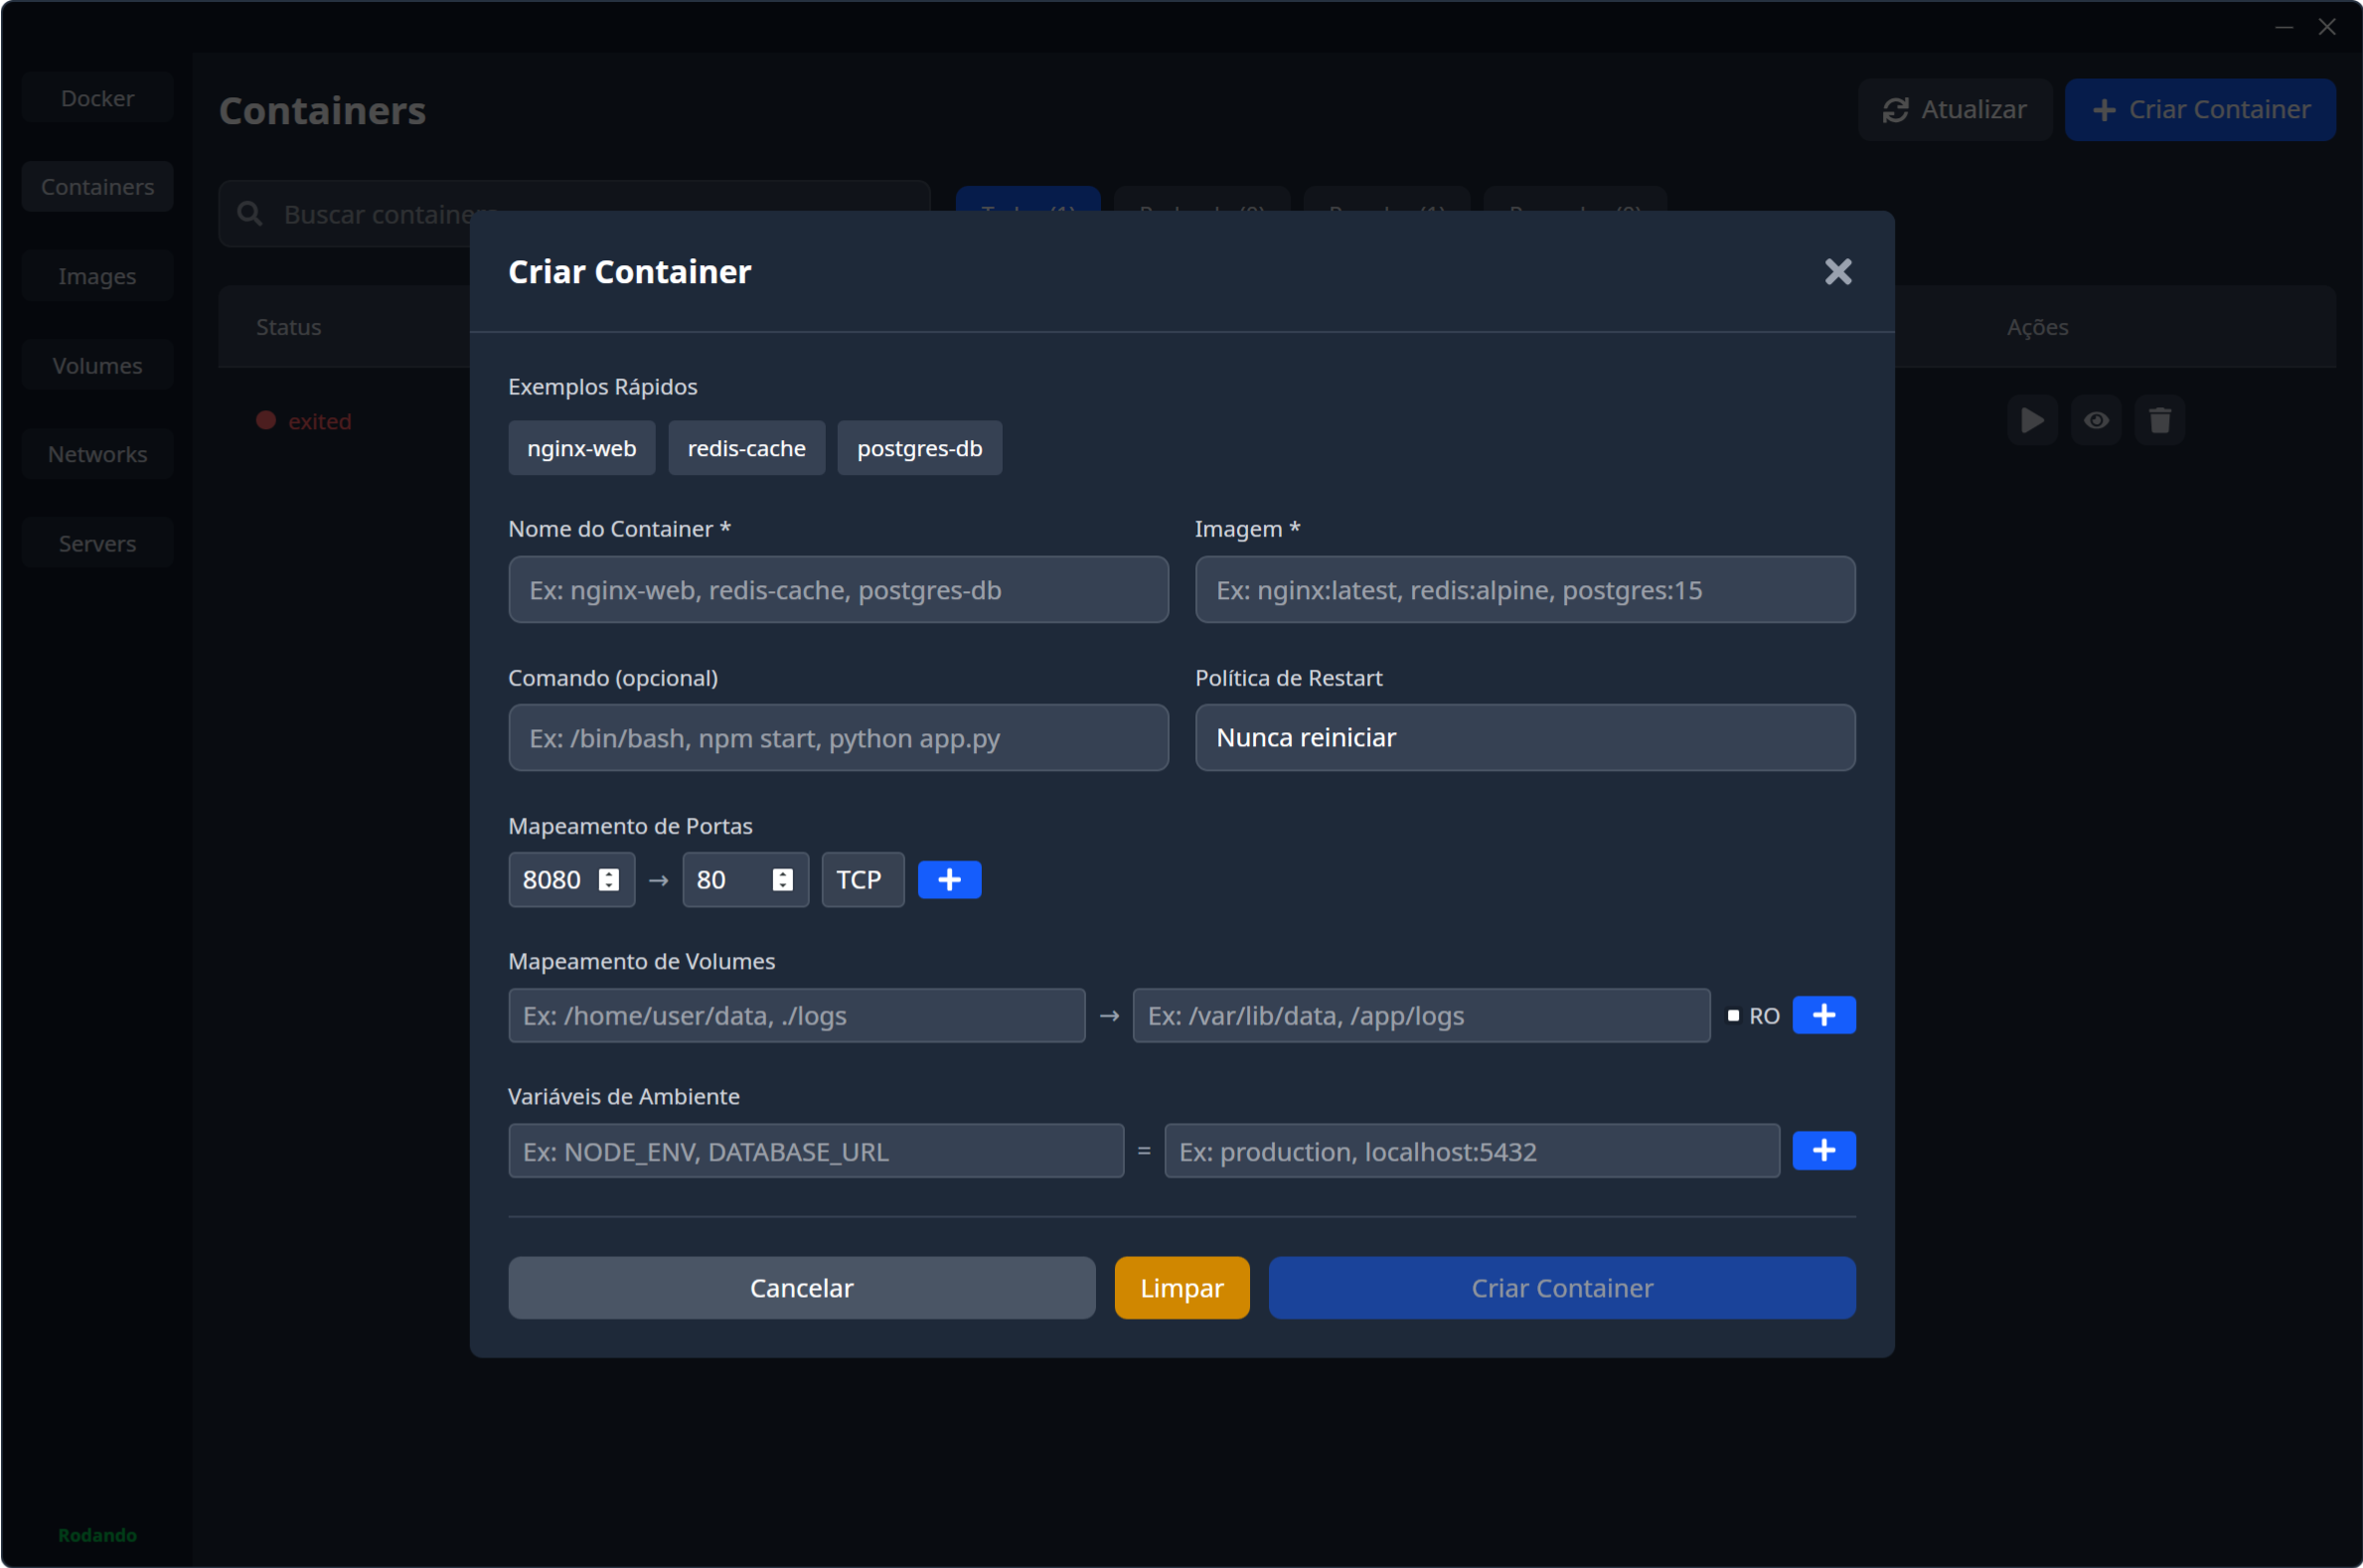 Docker
Containers
Images
Volumes
Networks
Servers
Rodando
Containers
Atualizar
Criar Container
Buscar container
Status
Ações
exited
Criar Container
Exemplos Rápidos
nginx-web redis-cache postgres-db
Nome do Container * Imagem *
Ex: nginx-web, redis-cache, postgres-db Ex: nginx:latest, redis:alpine, postgres:15
Comando (opcional) Política de Restart
Ex: /bin/bash, npm start, python app.py Nunca reiniciar
Mapeamento de Portas
8080 → 80 TCP
Mapeamento de Volumes
Ex: /home/user/data, ./logs → Ex: /var/lib/data, /app/logs RO
Variáveis de Ambiente
Ex: NODE_ENV, DATABASE_URL = Ex: production, localhost:5432
Cancelar Limpar Criar Container